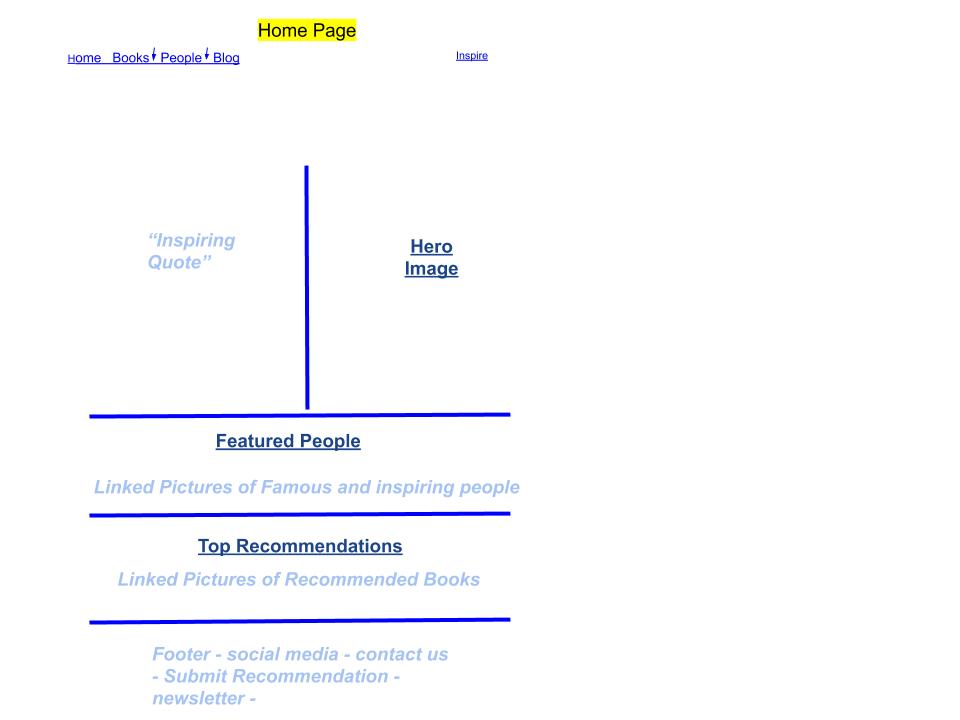 Home Page
Home Books People Blog
Inspire
“Inspiring
Quote”
Hero
Image
Featured People
Linked Pictures of Famous and inspiring people
Top Recommendations
Linked Pictures of Recommended Books
Footer - social media - contact us
- Submit Recommendation -
newsletter -